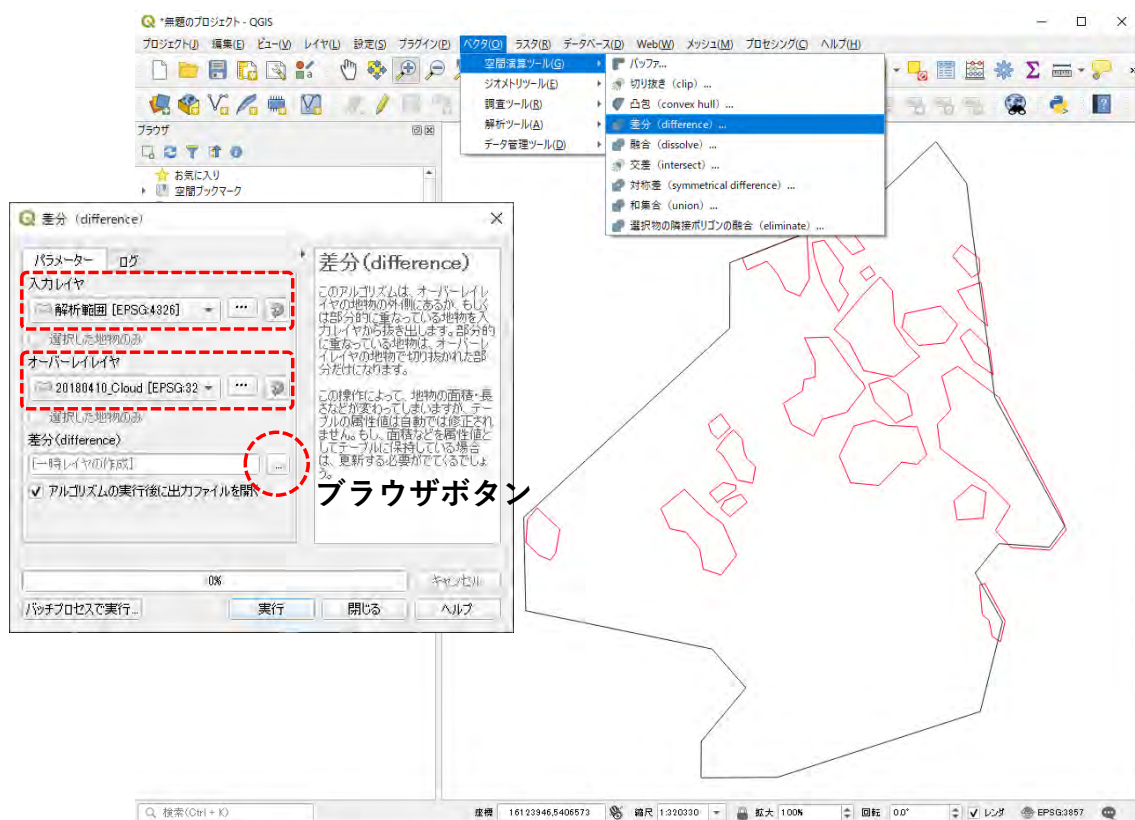 *無題のプロジェクト - QGIS
プロジェクト(J) 編集(E) ビュー(V) レイヤ(L) 設定(S) プラグイン(P) ベクタ(O) ラスタ(R) データベース(D) Web(W) メッシュ(M) プロセシング(C) ヘルプ(H)
空間演算ツール(G)
ジオメトリツール(E)
調査ツール(R)
解析ツール(A)
データ管理ツール(D)
バッファ...
切り抜き (clip) ...
凸包 (convex hull) ...
差分 (difference) ...
融合 (dissolve) ...
交差 (intersect) ...
対称差 (symmetrical difference) ...
和集合 (union) ...
選択物の隣接ポリゴンの融合 (eliminate) ...
ブラウザ
お気に入り
空間ブックマーク
差分 (difference)
パラメーター ログ
入力レイヤ
解析範囲 [EPSG:4326]
選択した地物のみ
オーバーレイレイヤ
20180410_Cloud [EPSG:32
選択した地物のみ
差分(difference)
[一時レイヤの作成]
アルゴリズムの実行後に出力ファイルを開く
差分(difference)
このアルゴリズムは、オーバーレイレ
イヤの地物の外側にあるか、もしく
は部分的に重なっている地物を入
力レイヤから抜き出します。部分的
に重なっている地物は、オーバーレ
イレイヤの地物で切り抜かれた部
分だけになります。
この操作によって、地物の面積・長
さなどが変わってしまいますが、テー
ブルの属性値は自動では修正され
ません。もし、面積などを属性値と
してテーブルに保持している場合
は、更新する必要がでてくるでしょ
う。
ブラウザボタン
0%
キャンセル
バッチプロセスで実行... 実行 閉じる ヘルプ
検索(Ctrl + K)
座標 16123946,5406573 縮尺 1:320330 拡大 100% 回転 0.0° レンダ EPSG:3857